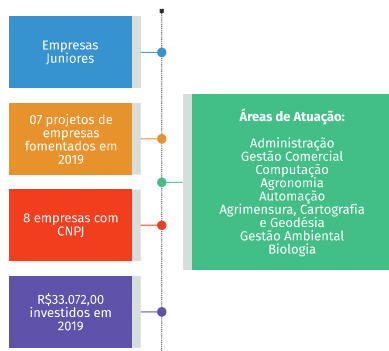 Empresas
Juniores
07 projetos de
empresas
fomentados em
2019
8 empresas com
CNPJ
R$33.072,00
investidos em
2019
Áreas de Atuação:
Administração
Gestão Comercial
Computação
Agronomia
Automação
Agrimensura, Cartografia
e Geodésia
Gestão Ambiental
Biologia